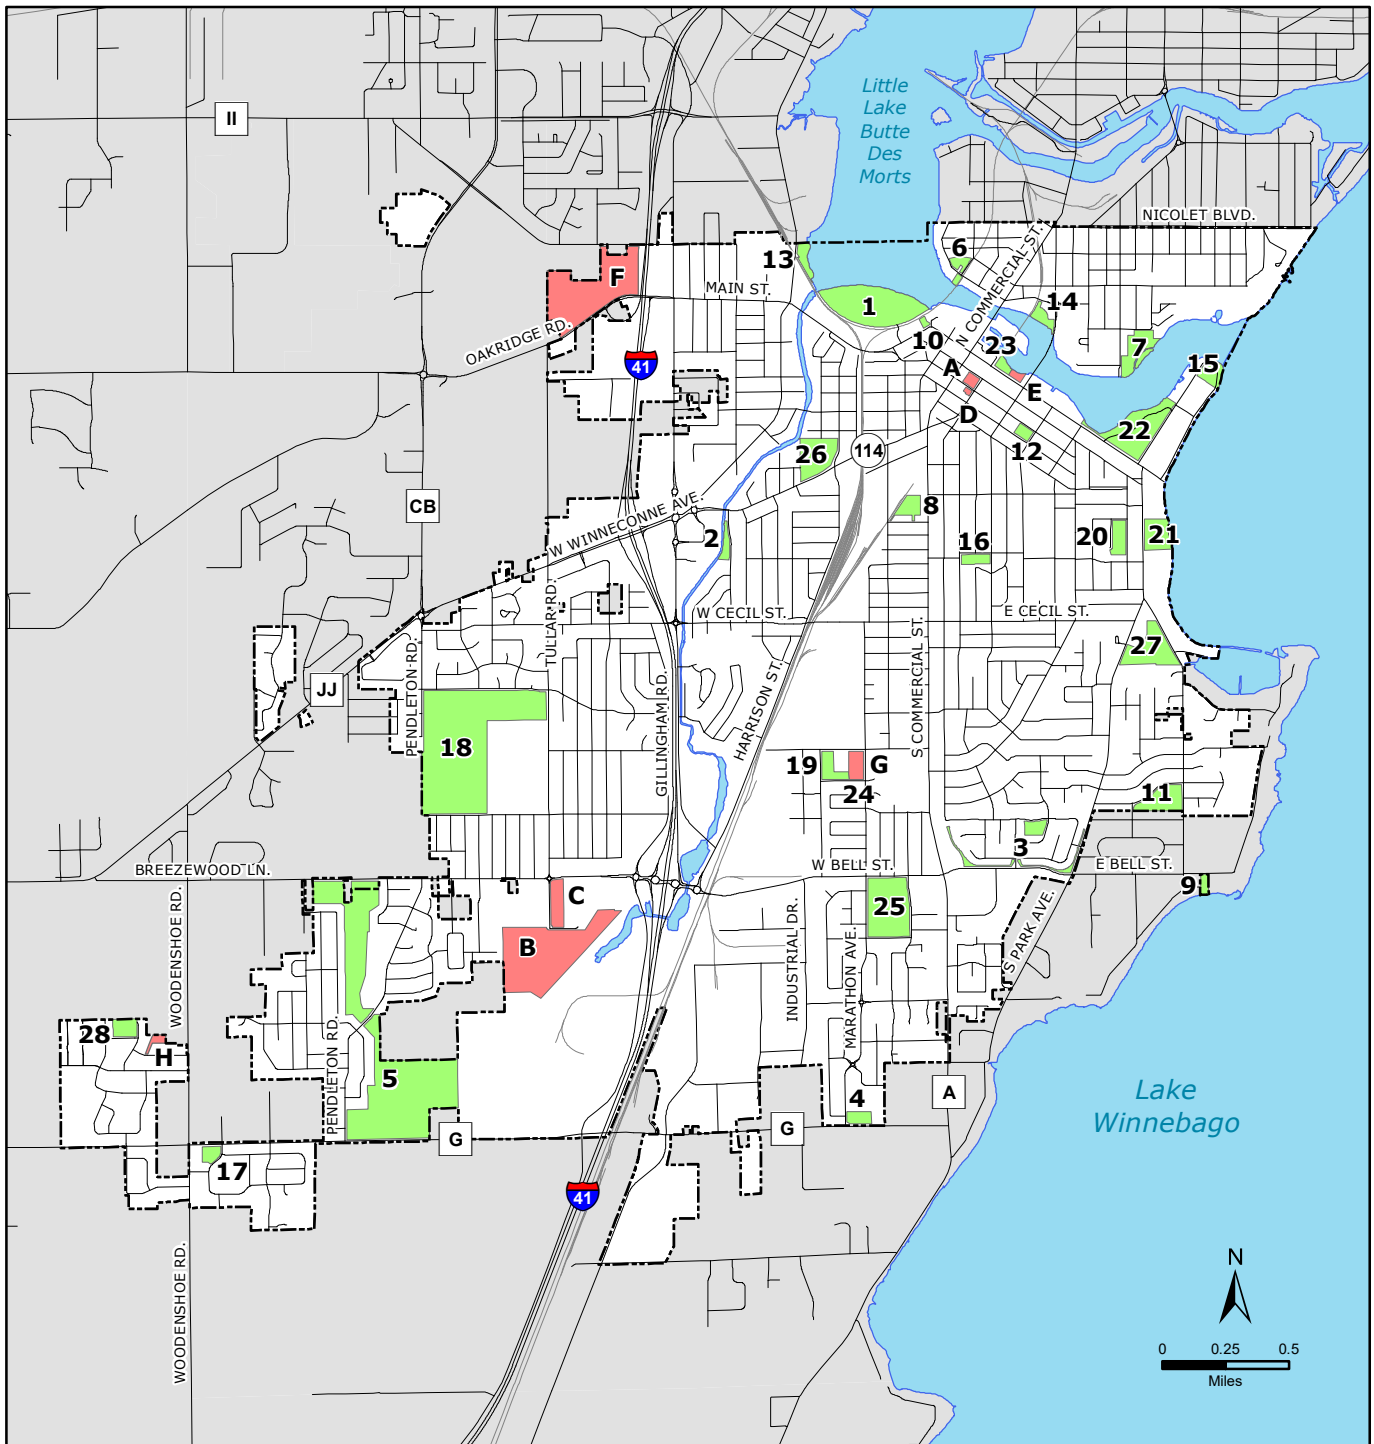 Little
Lake
Butte
Des
Morts
II
NICOLET BLVD.
6
13
F
MAIN ST.
1
14
N COMMERCIAL ST.
OAKRIDGE RD.
10
23
7
41
A
15
E
D
22
12
114
26
CB
8
W WINNECONNE AVE.
2
16
20
21
TULLAR RD.
W CECIL ST.
E CECIL ST.
PENDLETON RD.
27
JJ
GILLINGHAM RD.
HARRISON ST.
S COMMERCIAL ST.
18
19
G
24
11
3
BREEZEWOOD LN.
W BELL ST.
E BELL ST.
9
C
25
WOODENSHOE RD.
B
INDUSTRIAL DR.
MARATHON AVE.
S PARK AVE.
28
H
PENDLETON RD.
5
4
A
Lake
Winnebago
G
G
17
41
WOODENSHOE RD.
N
0 0.25 0.5
Miles